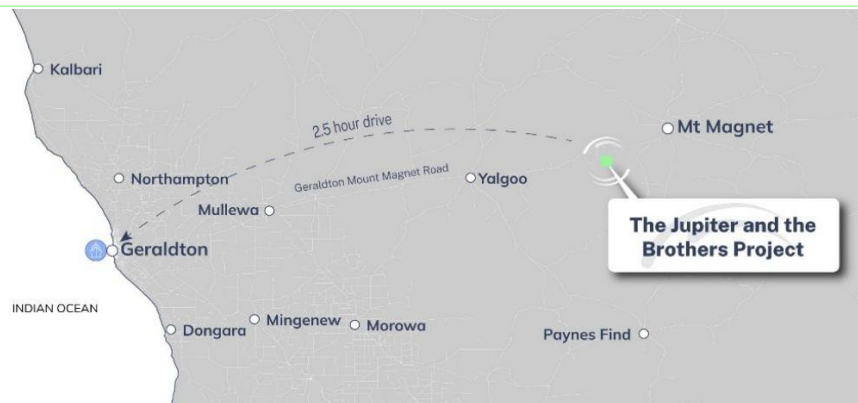 Kalbari
2.5 hour drive
Mt Magnet
Geraldton Mount Magnet Road
Northampton
Yalgoo
Mullewa
The Jupiter and the
Brothers Project
Geraldton
INDIAN OCEAN
Dongara
Mingenew
Morowa
Paynes Find